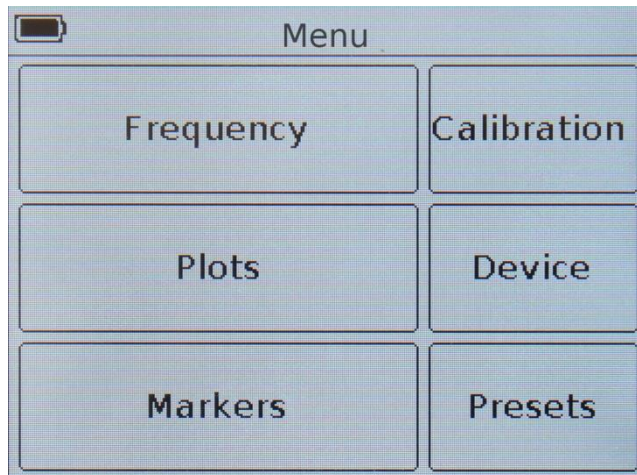 Menu
Frequency
Calibration
Plots
Device
Markers
Presets